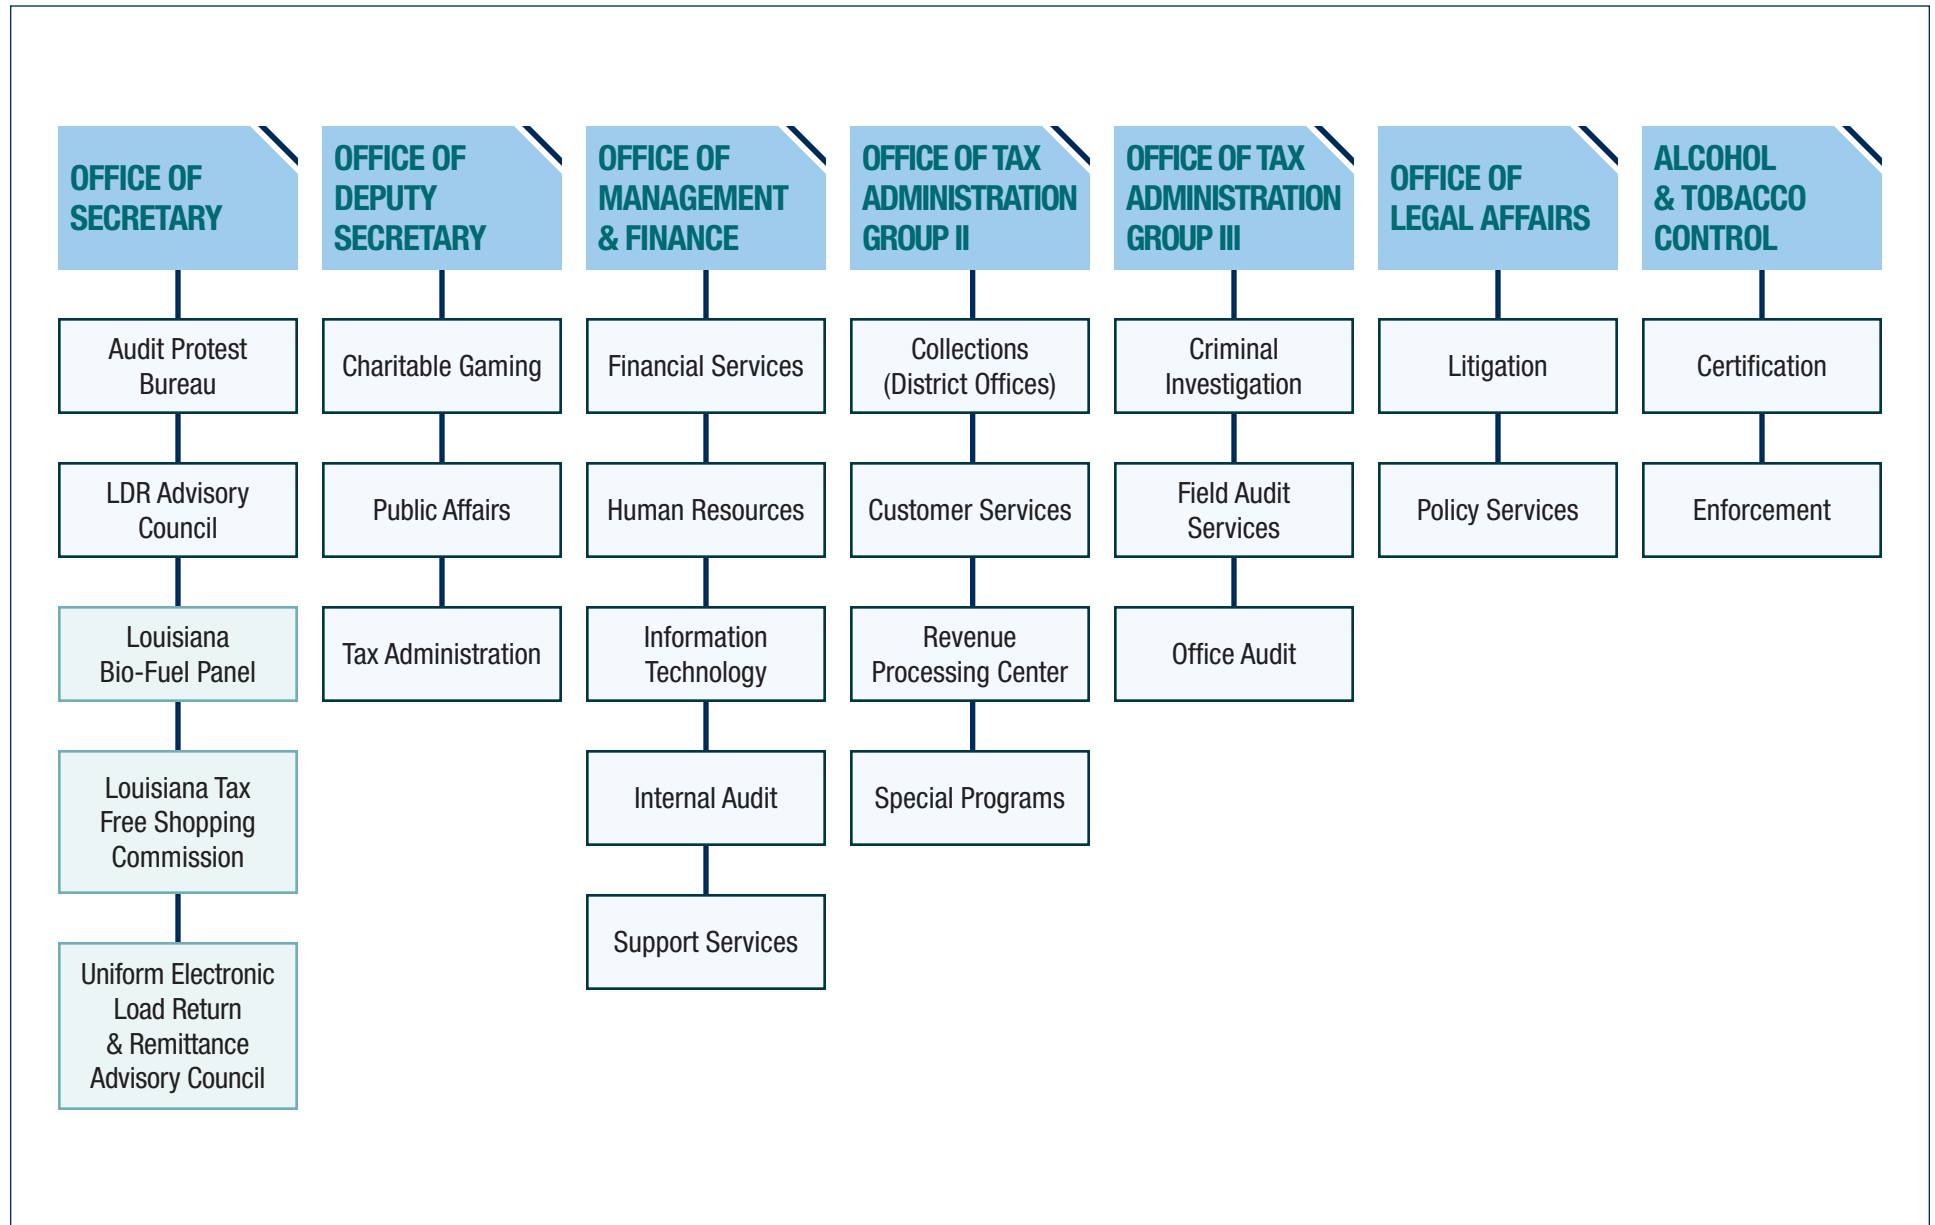 OFFICE OF
SECRETARY
Audit Protest
Bureau
LDR Advisory
Council
Louisiana
Bio-Fuel Panel
Louisiana Tax
Free Shopping
Commission
Uniform Electronic
Load Return
& Remittance
Advisory Council
OFFICE OF
DEPUTY
SECRETARY
Charitable Gaming
Public Affairs
Tax Administration
OFFICE OF
MANAGEMENT
& FINANCE
Financial Services
Human Resources
Information
Technology
Internal Audit
Support Services
OFFICE OF TAX
ADMINISTRATION
GROUP II
Collections
(District Offices)
Customer Services
Revenue
Processing Center
Special Programs
OFFICE OF TAX
ADMINISTRATION
GROUP III
Criminal
Investigation
Field Audit
Services
Office Audit
OFFICE OF
LEGAL AFFAIRS
Litigation
Policy Services
ALCOHOL
& TOBACCO
CONTROL
Certification
Enforcement